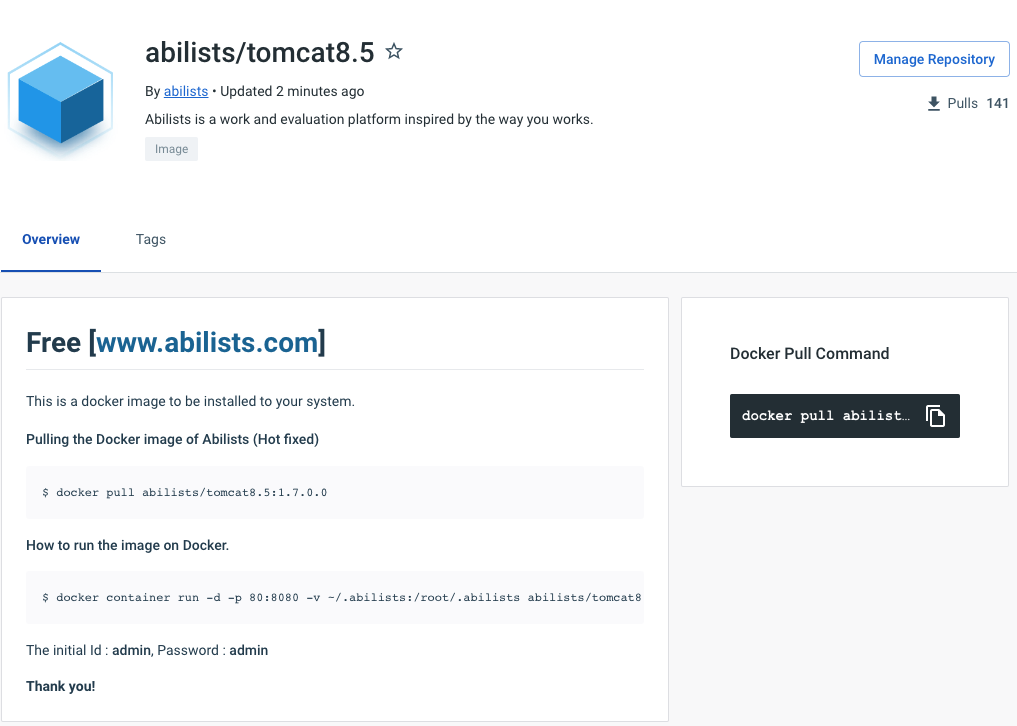 abilists/tomcat8.5
By abilists • Updated 2 minutes ago
Abilists is a work and evaluation platform inspired by the way you works.
Image
Manage Repository
Pulls 141
Overview
Tags
Free [www.abilists.com]
This is a docker image to be installed to your system.
Pulling the Docker image of Abilists (Hot fixed)
$ docker pull abilists/tomcat8.5:1.7.0.0
How to run the image on Docker.
$ docker container run -d -p 80:8080 -v ~/.abilists:/root/.abilists abilists/tomcat8
The initial Id : admin, Password : admin
Thank you!
Docker Pull Command
docker pull abilist…